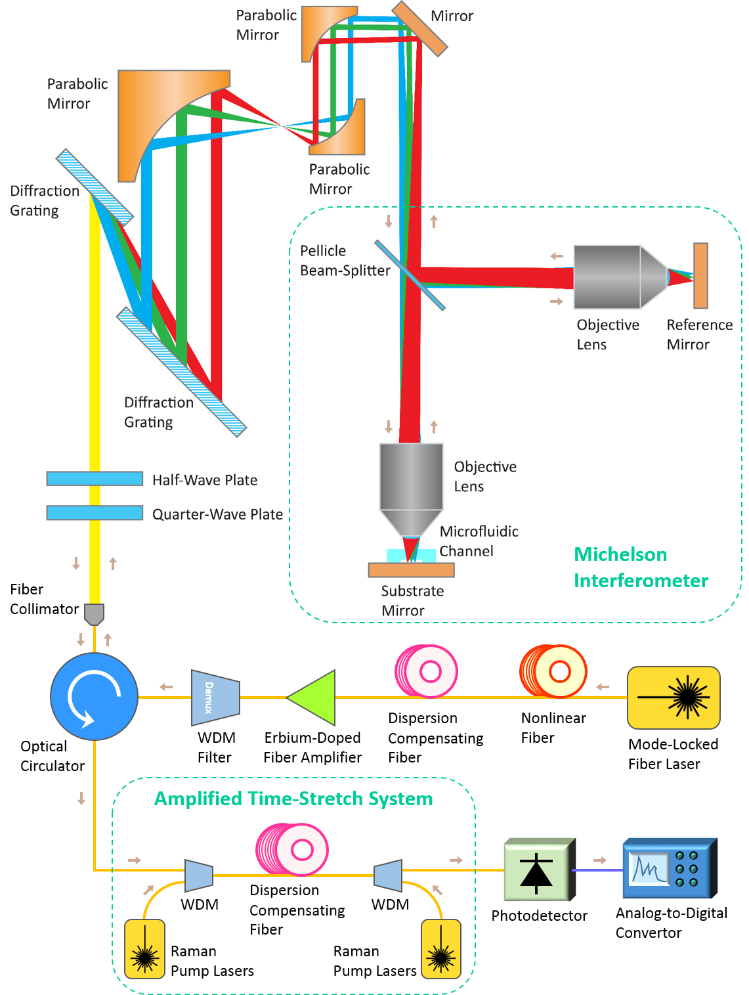 Parabolic
Mirror
Mirror
Parabolic
Mirror
Parabolic
Mirror
Diffraction
Grating
Pellicle
Beam-Splitter
Objective
Lens
Reference
Mirror
Diffraction
Grating
Half-Wave Plate
Quarter-Wave Plate
Objective
Lens
Microfluidic
Channel
Substrate
Mirror
Michelson
Interferometer
Fiber
Collimator
Optical
Circulator
Demux
WDM
Filter
Erbium-Doped
Fiber Amplifier
Dispersion
Compensating
Fiber
Nonlinear
Fiber
Mode-Locked
Fiber Laser
Amplified Time-Stretch System
WDM
Dispersion
Compensating
Fiber
WDM
Raman
Pump Lasers
Raman
Pump Lasers
Photodetector
Analog-to-Digital
Convertor